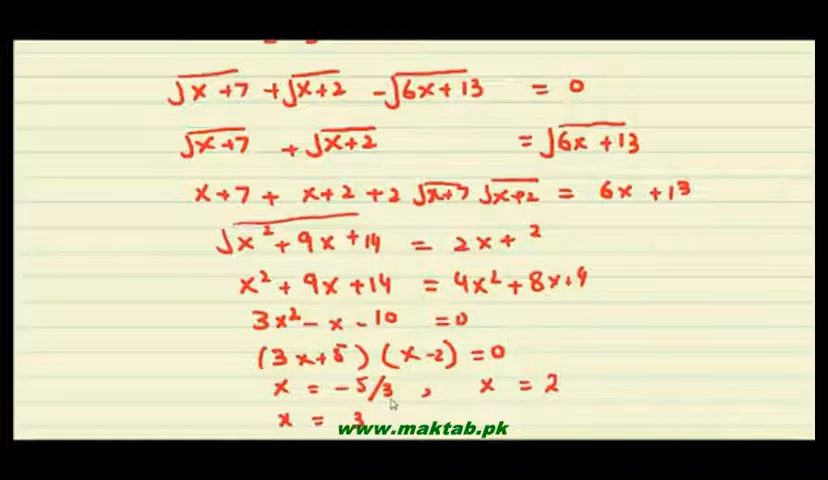 √x+7 + √x+2 - √6x+13 = 0
√x+7 + √x+2 = √6x+13
x+7 + x+2 + 2 √x+7 √x+2 = 6x +13
√x² + 9x + 14 = 2x + 2
x² + 9x + 14 = 4x² + 8x + 4
3x² - x - 10 = 0
(3x+5) (x-2) = 0
x = -5/3 , x = 2
x = 3
www.maktab.pk